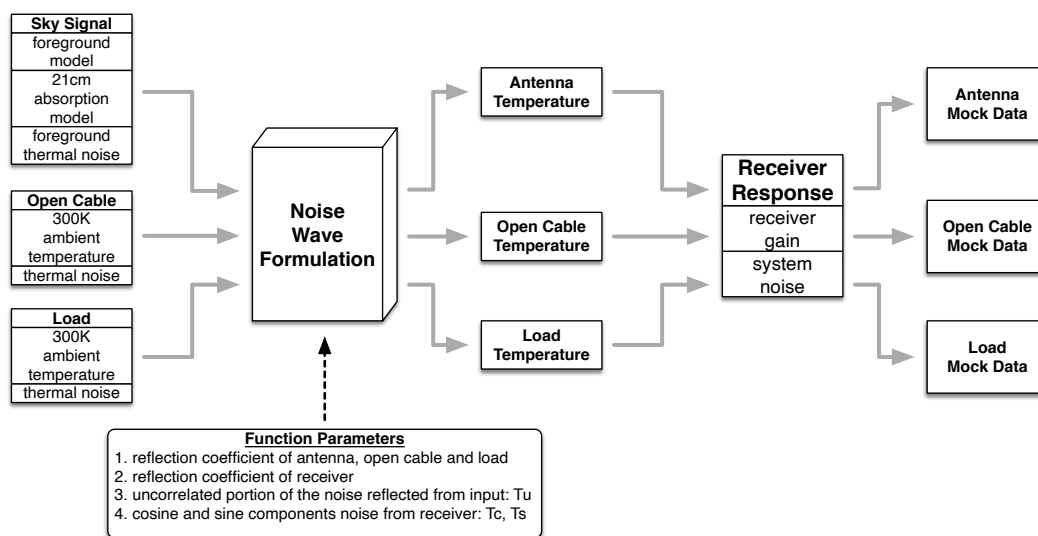 Sky Signal
foreground
model
21cm
absorption
model
foreground
thermal noise
Open Cable
300K
ambient
temperature
thermal noise
Load
300K
ambient
temperature
thermal noise
Noise
Wave
Formulation
Function Parameters
1. reflection coefficient of antenna, open cable and load
2. reflection coefficient of receiver
3. uncorrelated portion of the noise reflected from input: Tu
4. cosine and sine components noise from receiver: Tc, Ts
Antenna
Temperature
Open Cable
Temperature
Load
Temperature
Receiver
Response
receiver
gain
system
noise
Antenna
Mock Data
Open Cable
Mock Data
Load
Mock Data